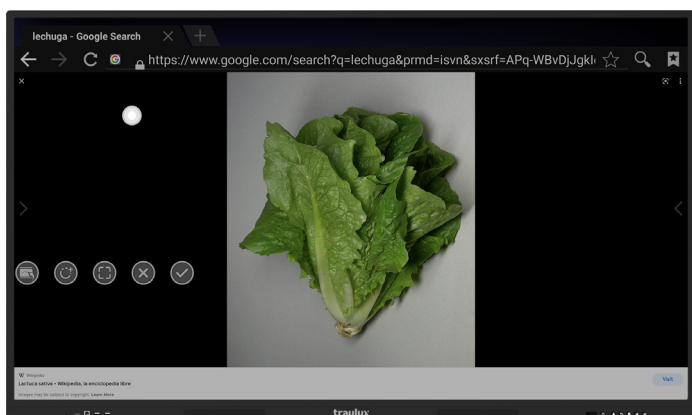 lechuga - Google Search
https://www.google.com/search?q=lechuga&prmd=isvn&sxsrf=APq-WBvDjJgkl
W Wikipedia
Lactuca sativa - Wikipedia, la enciclopedia libre
Visit
Images may be subject to copyright. Learn More
traulux